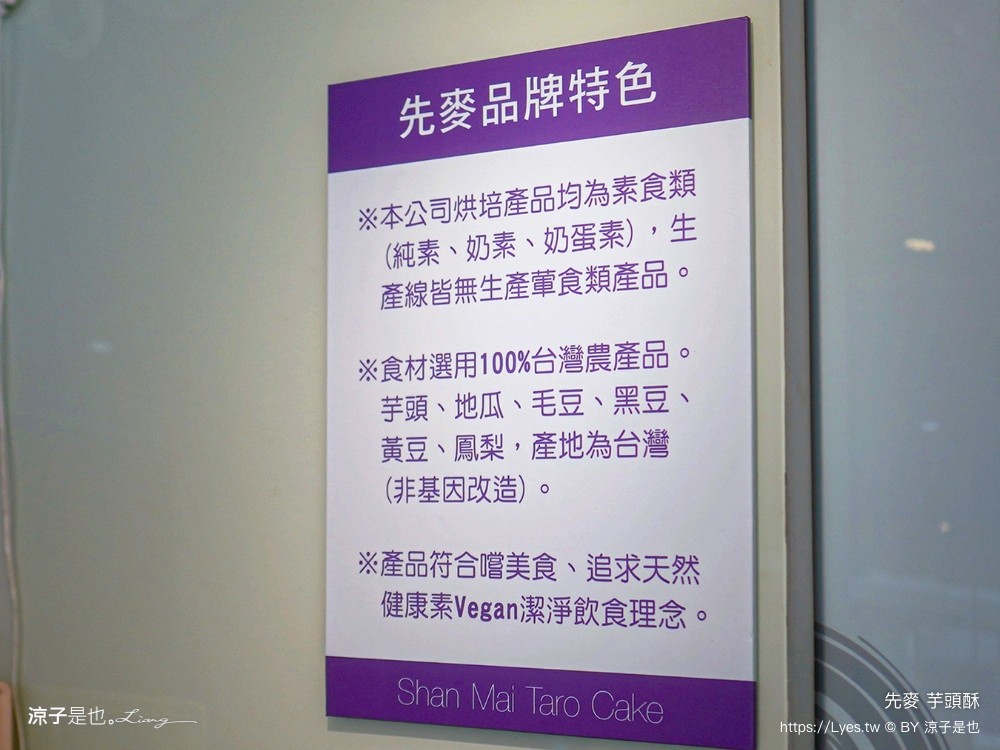 先麥品牌特色
※本公司烘培產品均為素食類
(純素、奶素、奶蛋素)，生
產線皆無生產葷食類產品。
※食材選用100%台灣農產品。
芋頭、地瓜、毛豆、黑豆、
黃豆、鳳梨，產地為台灣
(非基因改造)。
※產品符合嚐美食、追求天然
健康素Vegan潔淨飲食理念。
Shan Mai Taro Cake
涼子是也。Liang
先麥 芋頭酥
https://Lyes.tw © BY 涼子是也